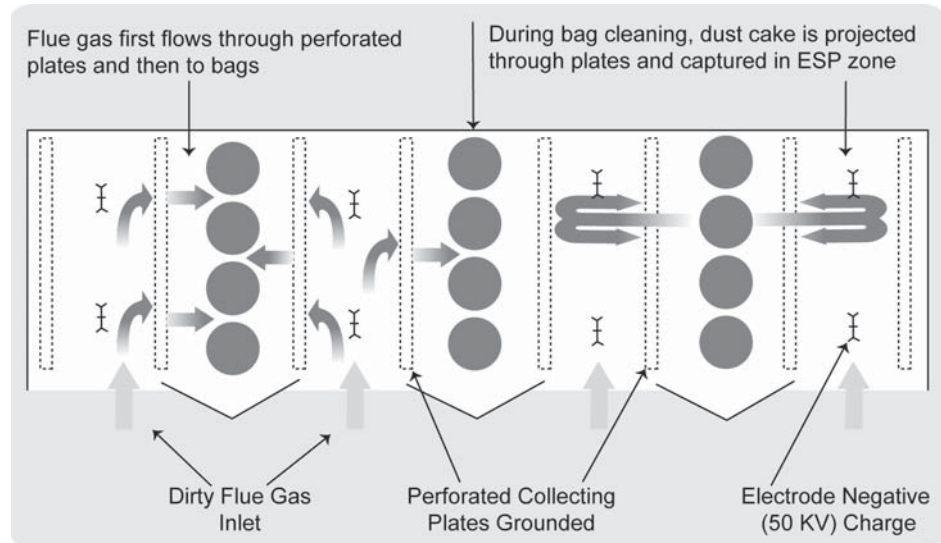 Flue gas first flows through perforated
plates and then to bags
During bag cleaning, dust cake is projected
through plates and captured in ESP zone
Dirty Flue Gas
Inlet
Perforated Collecting
Plates Grounded
Electrode Negative
(50 KV) Charge